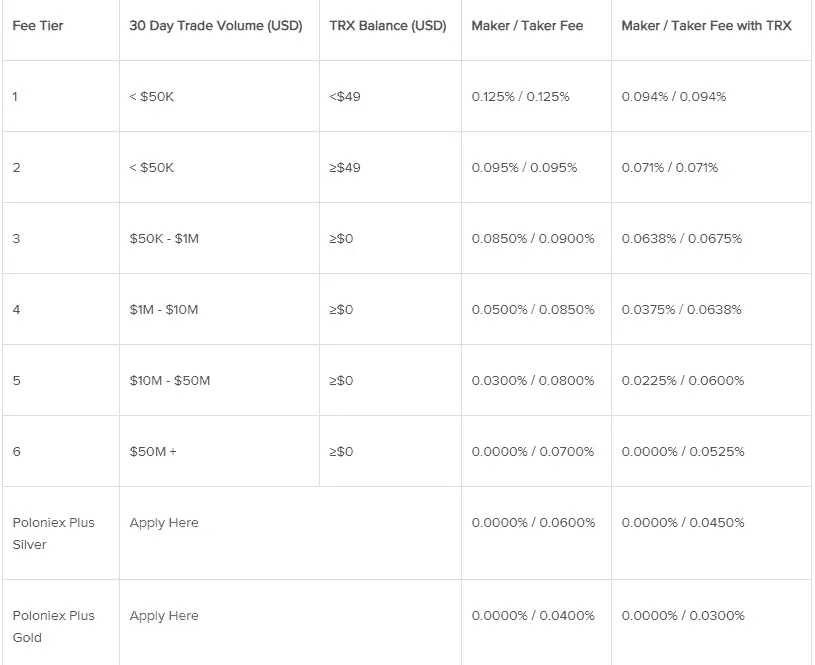 Fee Tier 30 Day Trade Volume (USD) TRX Balance (USD) Maker / Taker Fee Maker / Taker Fee with TRX
1 < $50K <$49 0.125% / 0.125% 0.094% / 0.094%
2 < $50K ≥$49 0.095% / 0.095% 0.071% / 0.071%
3 $50K - $1M ≥$0 0.0850% / 0.0900% 0.0638% / 0.0675%
4 $1M - $10M ≥$0 0.0500% / 0.0850% 0.0375% / 0.0638%
5 $10M - $50M ≥$0 0.0300% / 0.0800% 0.0225% / 0.0600%
6 $50M + ≥$0 0.0000% / 0.0700% 0.0000% / 0.0525%
Poloniex Plus Apply Here 0.0000% / 0.0600% 0.0000% / 0.0450%
Silver
Poloniex Plus Apply Here 0.0000% / 0.0400% 0.0000% / 0.0300%
Gold